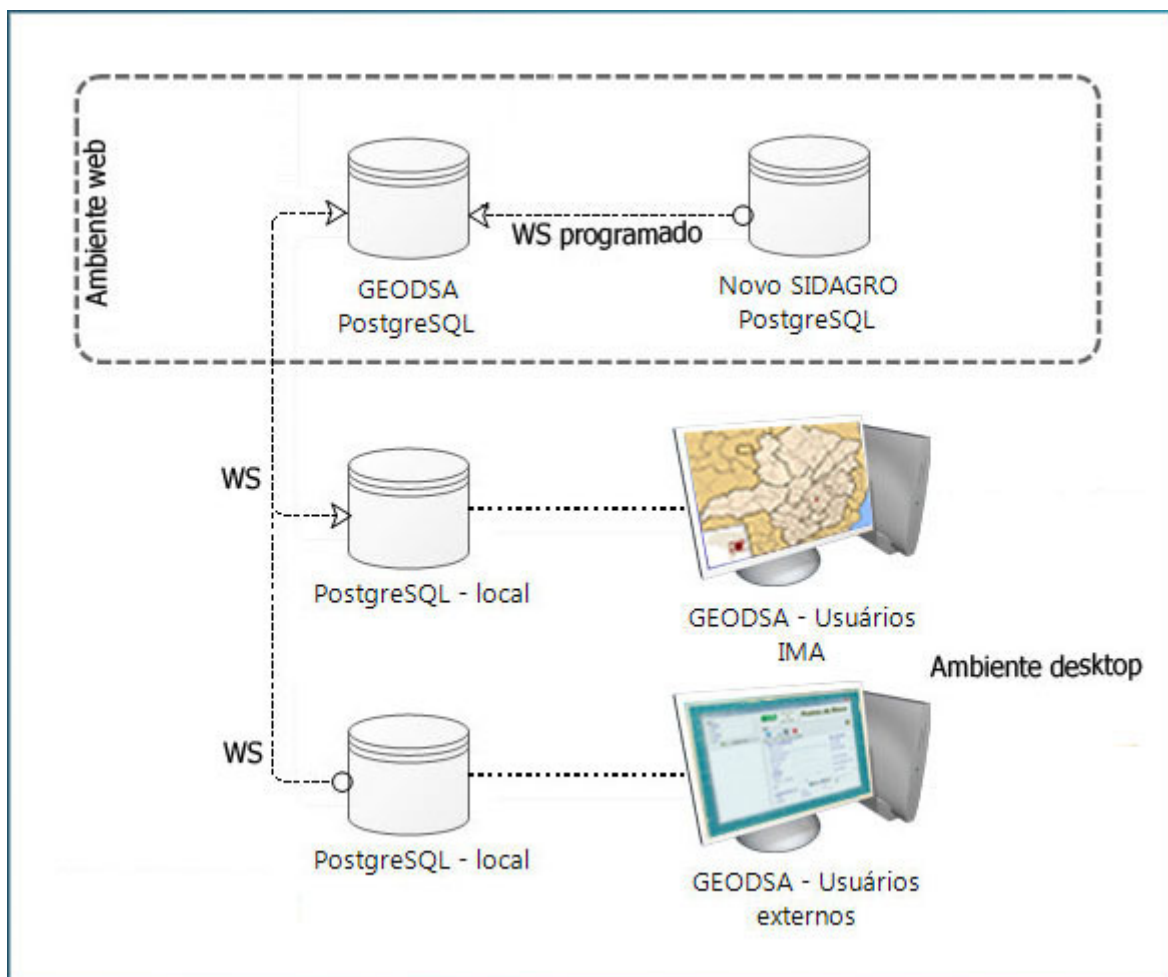 Ambiente web
WS programado
GEODSA
PostgreSQL
Novo SIDAGRO
PostgreSQL
WS
PostgreSQL - local
GEODSA - Usuários
IMA
Ambiente desktop
WS
PostgreSQL - local
GEODSA - Usuários
externos